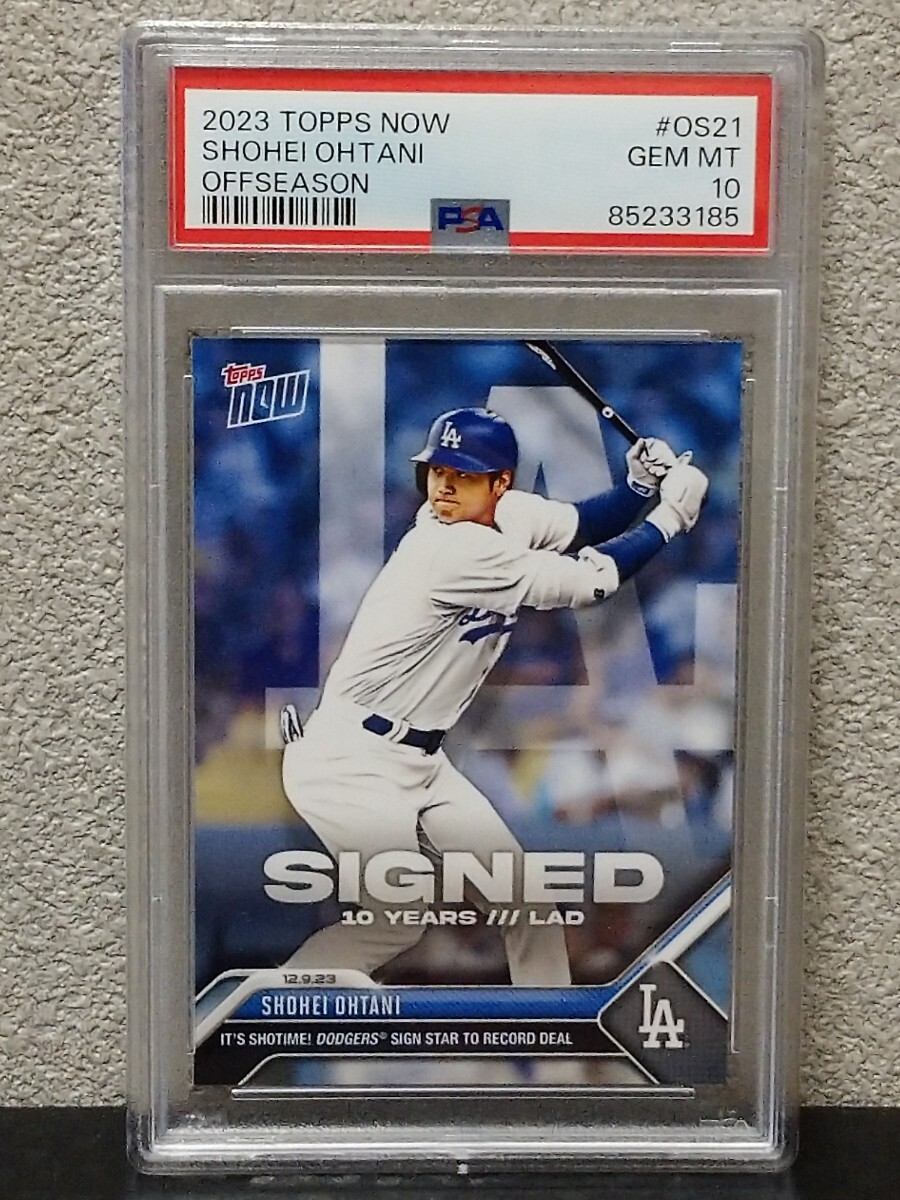 2023 TOPPS NOW #OS21
SHOHEI OHTANI GEM MT
OFFSEASON 10
PSA 85233185
topps
now
LA
LA
SIGNED
10 YEARS /// LAD
12.9.23
SHOHEI OHTANI
IT'S SHOTIME! DODGERS® SIGN STAR TO RECORD DEAL
LA